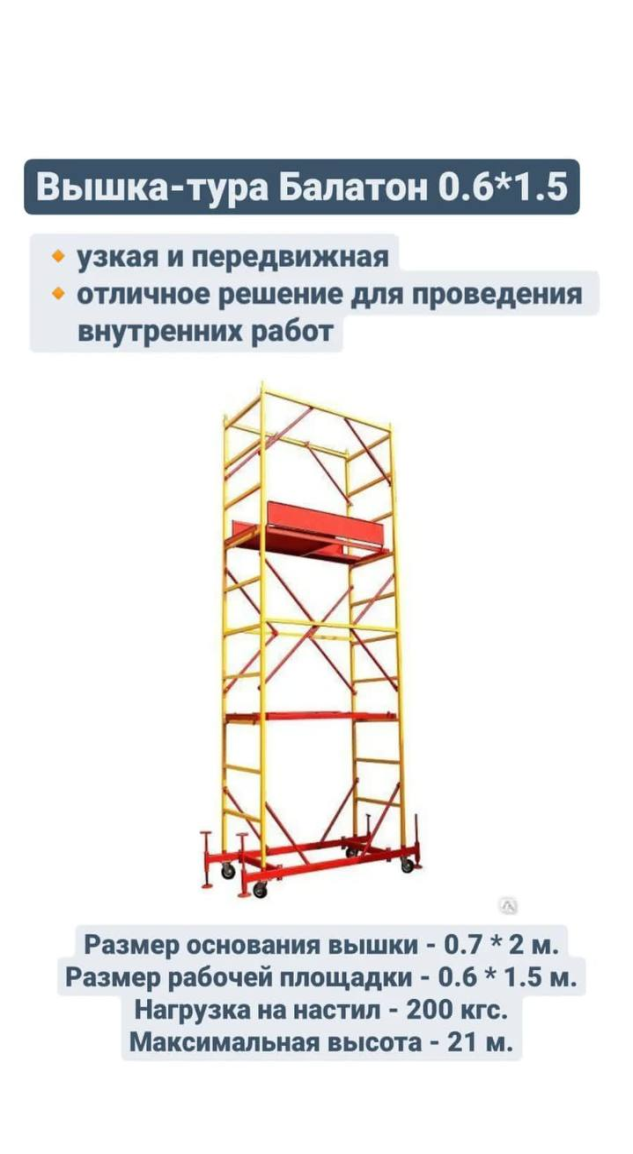 Вышка-тура Балатон 0.6*1.5
🔸 узкая и передвижная
🔸 отличное решение для проведения
внутренних работ
Размер основания вышки - 0.7 * 2 м.
Размер рабочей площадки - 0.6 * 1.5 м.
Нагрузка на настил - 200 кгс.
Максимальная высота - 21 м.